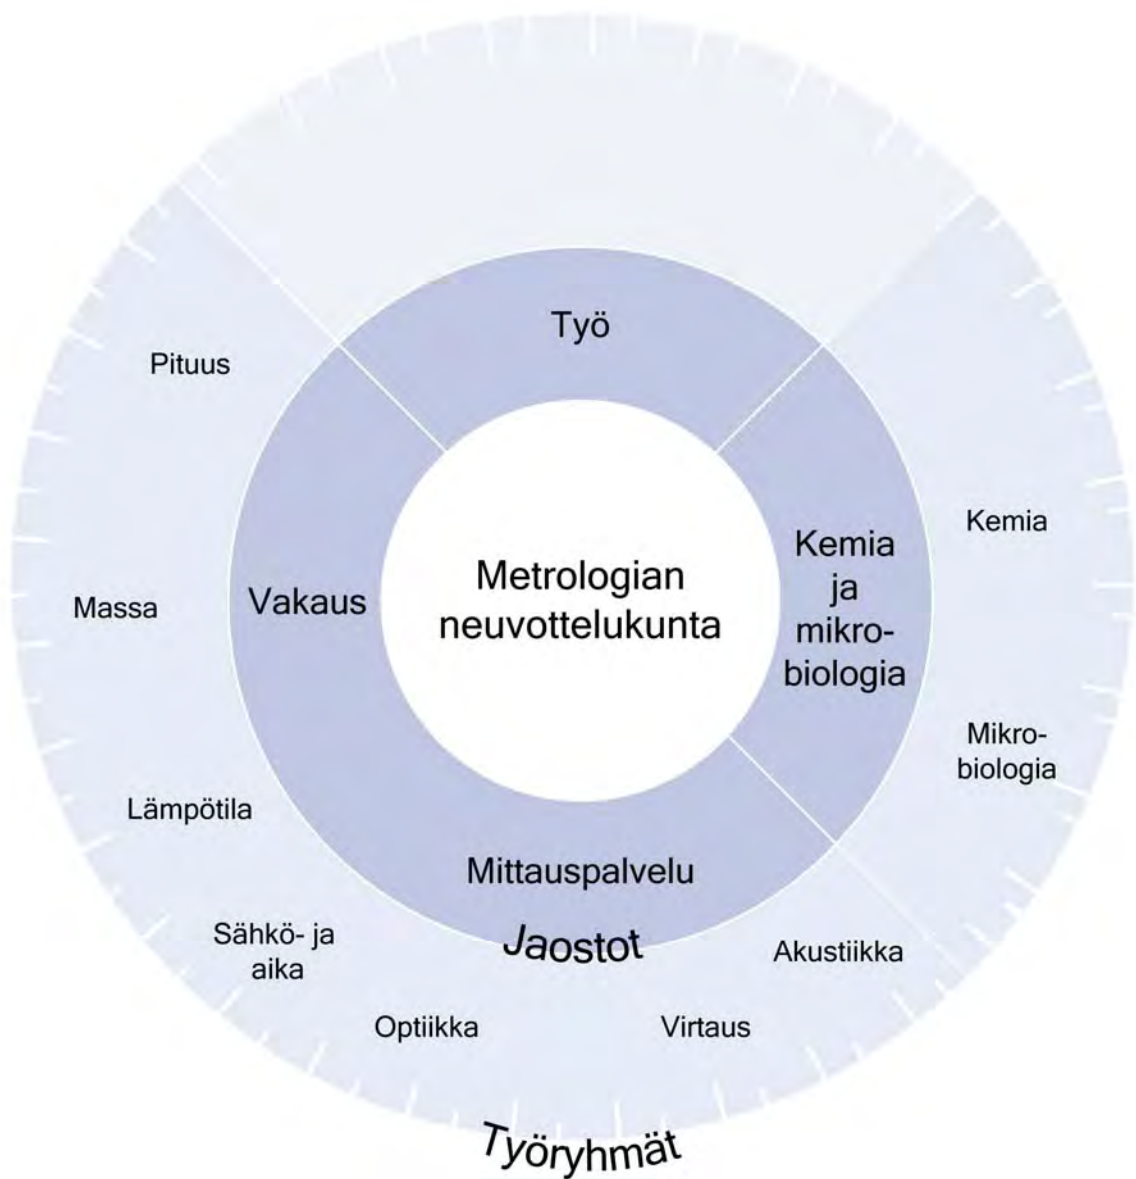 Työ
Pituus
Kemia
Kemia
ja
mikro-
biologia
Metrologian
neuvottelukunta
Vakaus
Massa
Mikro-
biologia
Lämpötila
Mittauspalvelu
Jaostot
Sähkö- ja
aika
Akustiikka
Optiikka
Virtaus
Työryhmät